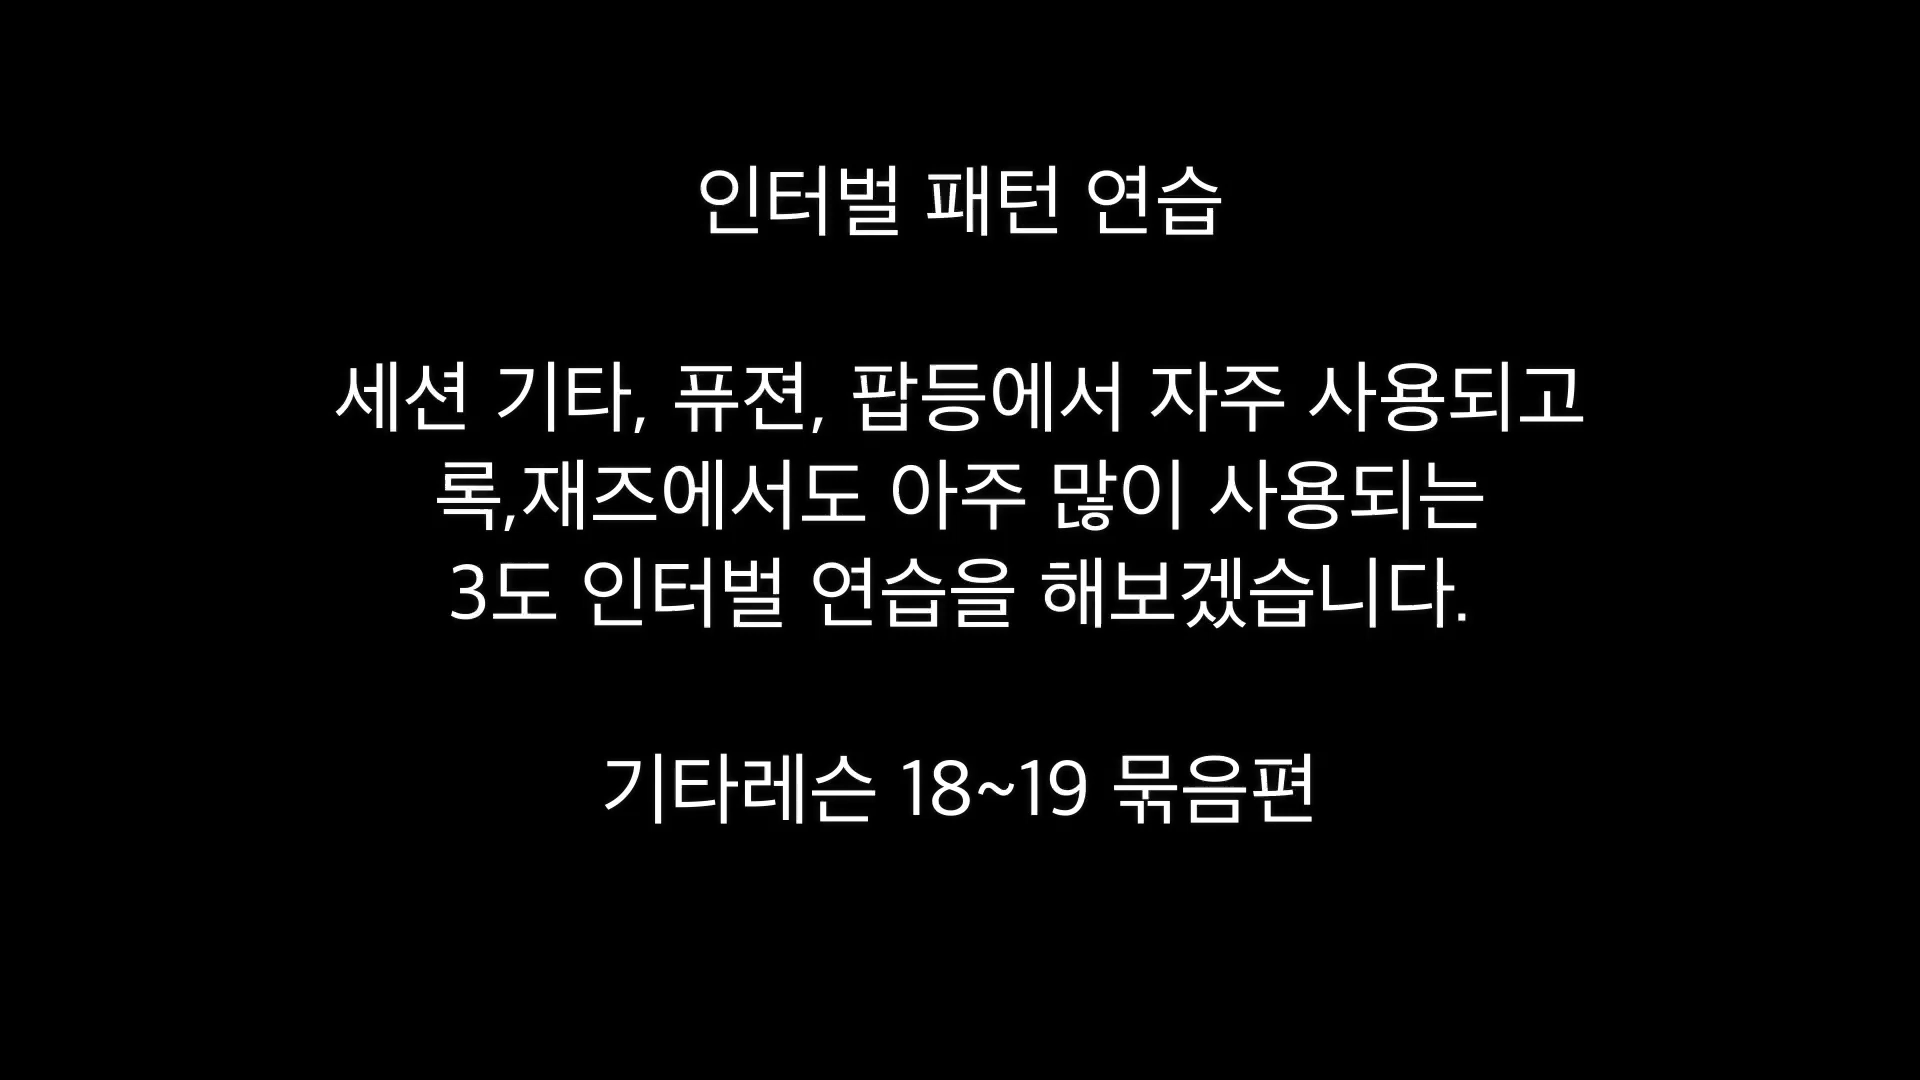 인터벌 패턴 연습
세션 기타, 퓨젼, 팝등에서 자주 사용되고
록,재즈에서도 아주 많이 사용되는
3도 인터벌 연습을 해보겠습니다.
기타레슨 18~19 묶음편